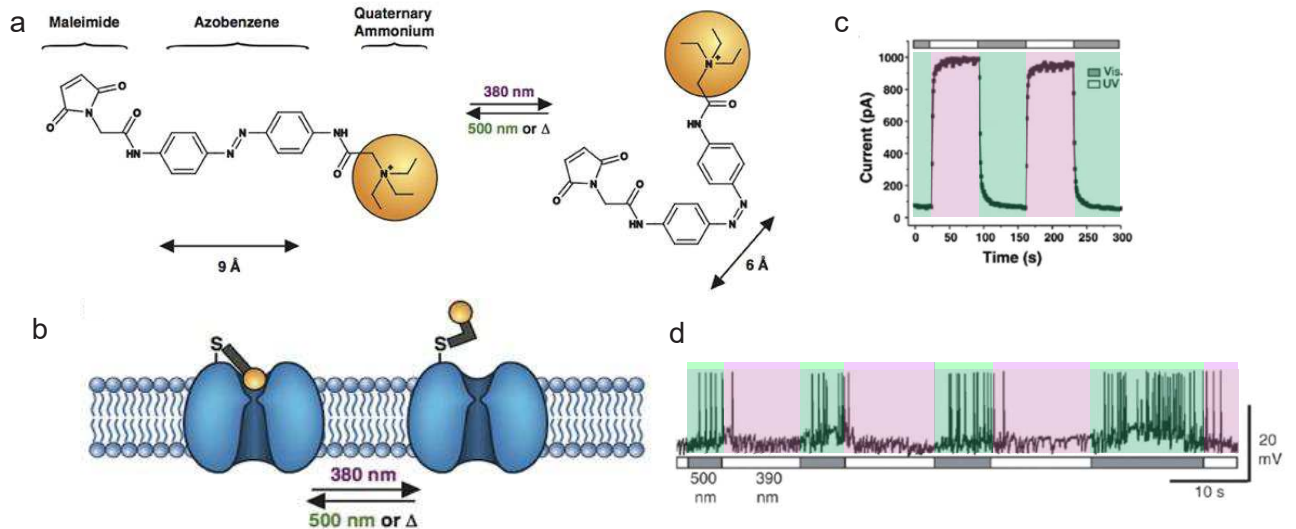 a
Maleimide
Azobenzene
Quaternary
Ammonium
O
N
O
O
HN
N
N
NH
O
N
+
9 Å
380 nm
500 nm or Δ
N
+
O
HN
O
N
O
O
HN
N
N
6 Å
b
S
S
380 nm
500 nm or Δ
c
Vis.
UV
Current (pA)
1000
800
600
400
200
0
0 50 100 150 200 250 300
Time (s)
d
500
nm
390
nm
20
mV
10 s